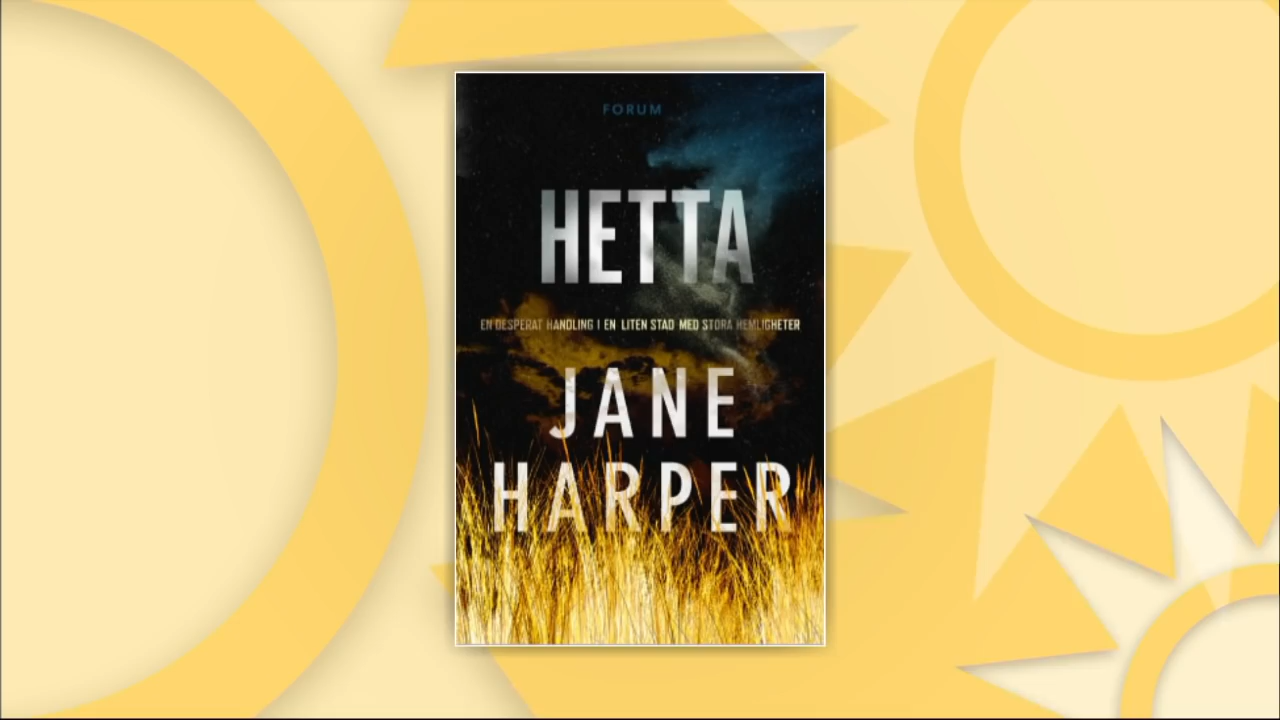 FORUM
HETTA
EN DESPERAT HANDLING I EN LITEN STAD MED STORA HEMLIGHETER
JANE
HARPER